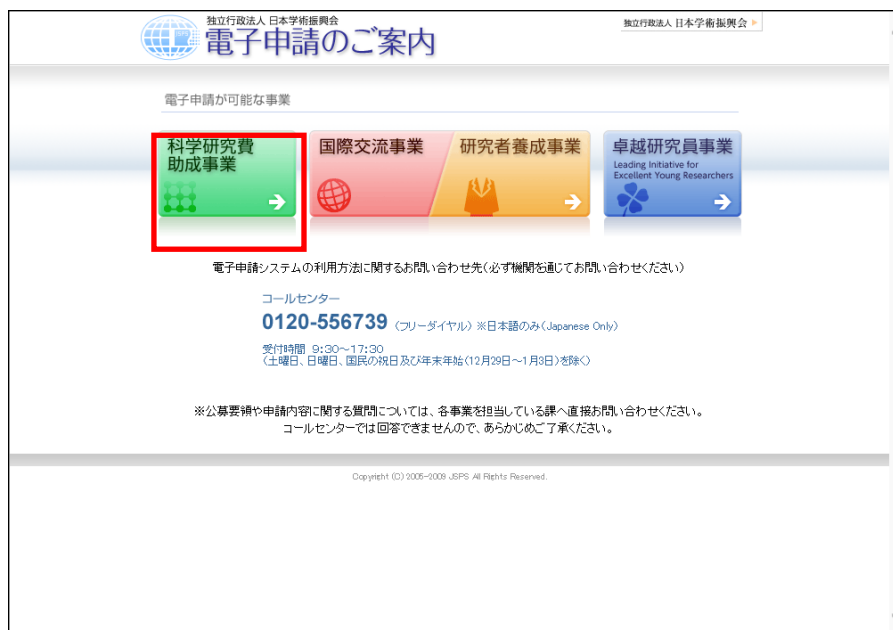 独立行政法人 日本学術振興会
電子申請のご案内
独立行政法人 日本学術振興会
電子申請が可能な事業
科学研究費
助成事業
国際交流事業
研究者養成事業
卓越研究員事業
Leading Initiative for
Excellent Young Researchers
電子申請システムの利用方法に関するお問い合わせ先(必ず機関を通じてお問い合わせください)
コールセンター
0120-556739 (フリーダイヤル) ※日本語のみ(Japanese Only)
受付時間 9:30~17:30
(土曜日、日曜日、国民の祝日及び年末年始(12月29日~1月3日)を除く)
※公募要領や申請内容に関する質問については、各事業を担当している課へ直接お問い合わせください。
コールセンターでは回答できませんので、あらかじめご了承ください。
Copyright (C) 2005-2009 JSPS All Rights Reserved.